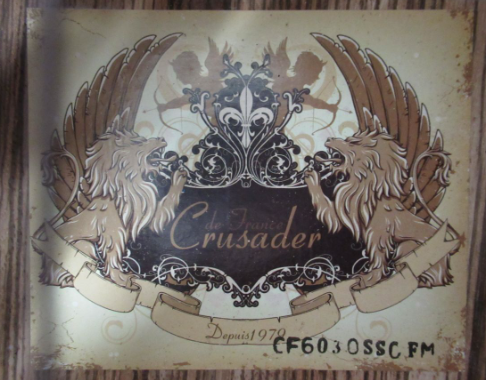 de France
Crusader
Depuis1979
CF6030SSC.FM